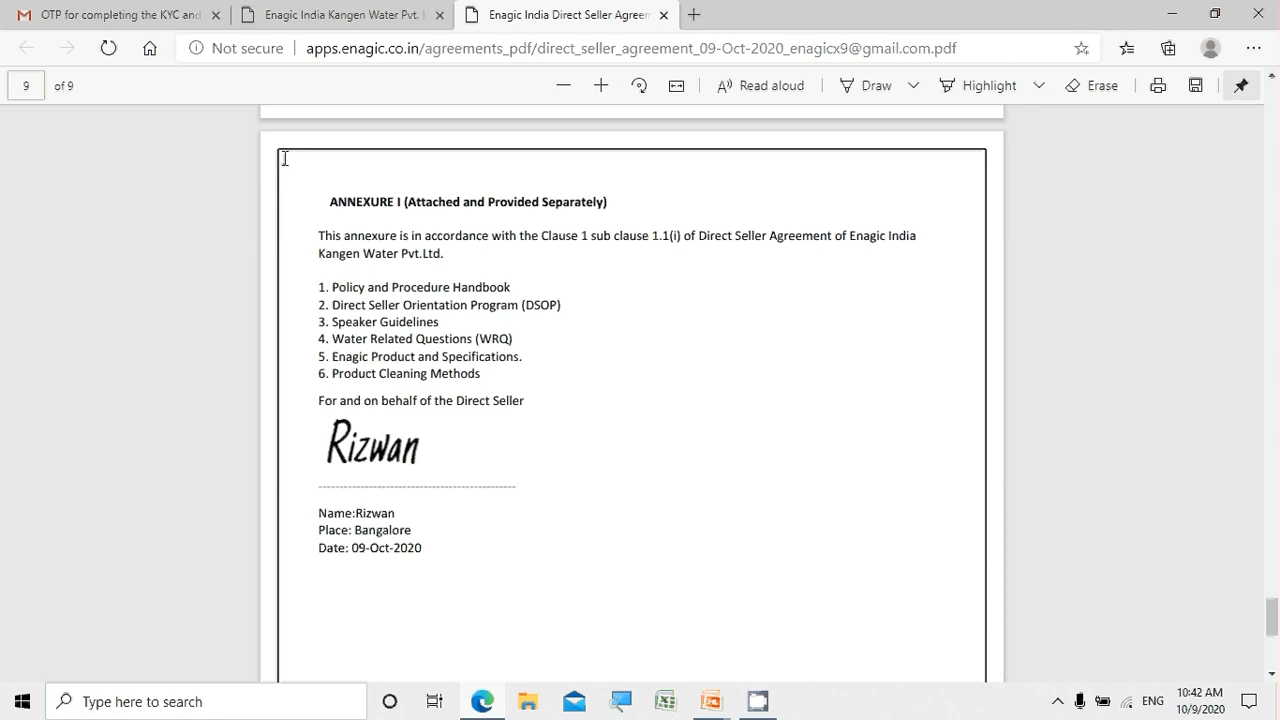 OTP for completing the KYC and
Enagic India Kangen Water Pvt. l
Enagic India Direct Seller Agreem
Not secure | apps.enagic.co.in/agreements_pdf/direct_seller_agreement_09-Oct-2020_enagicx9@gmail.com.pdf
9 of 9
Read aloud
Draw
Highlight
Erase
ANNEXURE I (Attached and Provided Separately)
This annexure is in accordance with the Clause 1 sub clause 1.1(i) of Direct Seller Agreement of Enagic India
Kangen Water Pvt.Ltd.
1. Policy and Procedure Handbook
2. Direct Seller Orientation Program (DSOP)
3. Speaker Guidelines
4. Water Related Questions (WRQ)
5. Enagic Product and Specifications.
6. Product Cleaning Methods
For and on behalf of the Direct Seller
Rizwan
-----------------------------------------------
Name:Rizwan
Place: Bangalore
Date: 09-Oct-2020
Type here to search
ENG
10:42 AM
10/9/2020